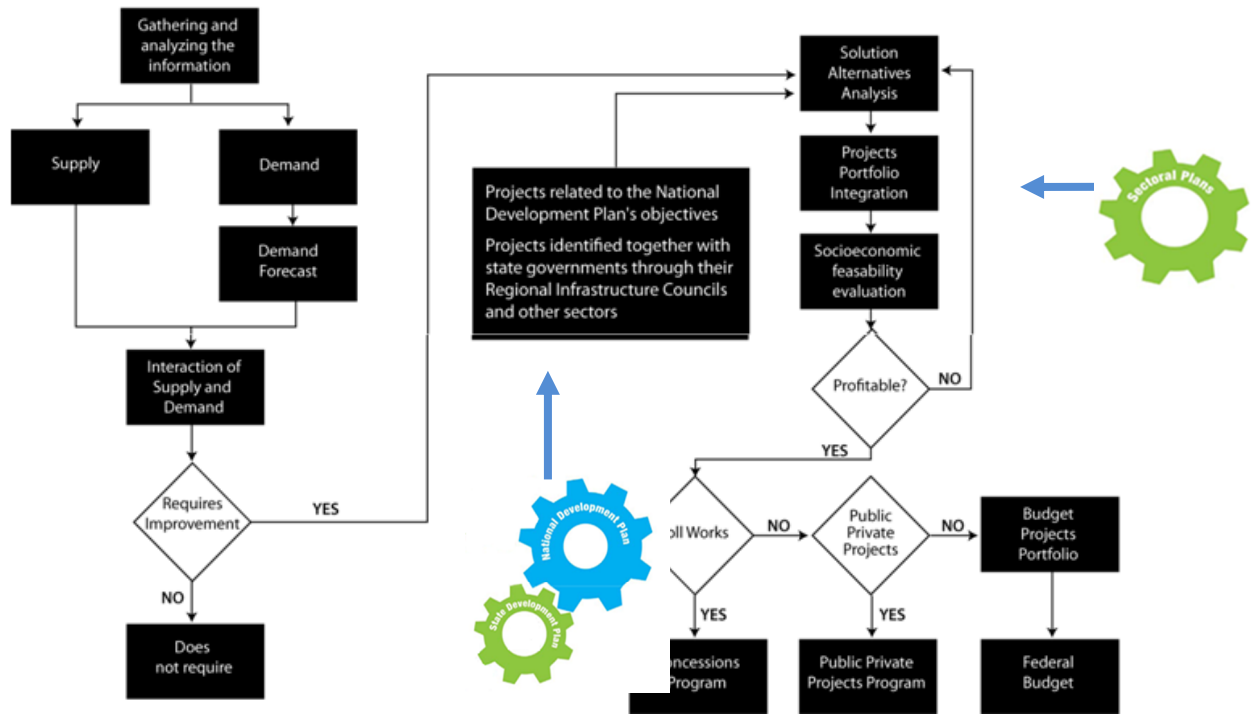 Gathering and
analyzing the
information
Supply
Demand
Demand
Forecast
Interaction of
Supply and
Demand
Requires
Improvement
YES
NO
Does
not require
Projects related to the National
Development Plan's objectives
Projects identified together with
state governments through their
Regional Infrastructure Councils
and other sectors
National Development Plan
State Development Plan
Solution
Alternatives
Analysis
Projects
Portfolio
Integration
Socioeconomic
feasability
evaluation
Profitable?
NO
YES
Sectoral Plans
oll Works
NO
YES
Public
Private
Projects
NO
YES
Budget
Projects
Portfolio
oncessions
Program
Public Private
Projects Program
Federal
Budget